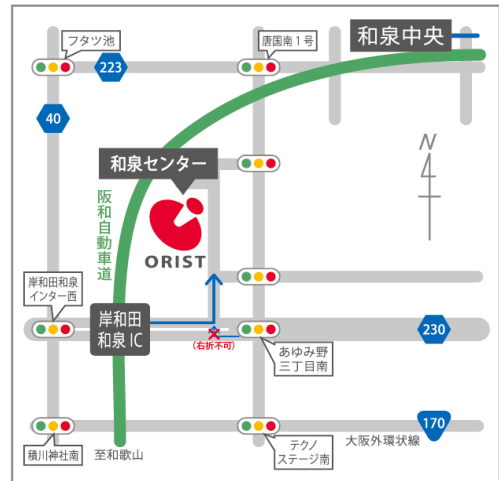 フタツ池
唐国南1号
和泉中央
223
40
N
和泉センター
阪和自動車道
ORIST
岸和田和泉
インター西
岸和田
和泉IC
(右折不可)
あゆみ野
三丁目南
230
170
積川神社南
至和歌山
テクノ
ステージ南
大阪外環状線